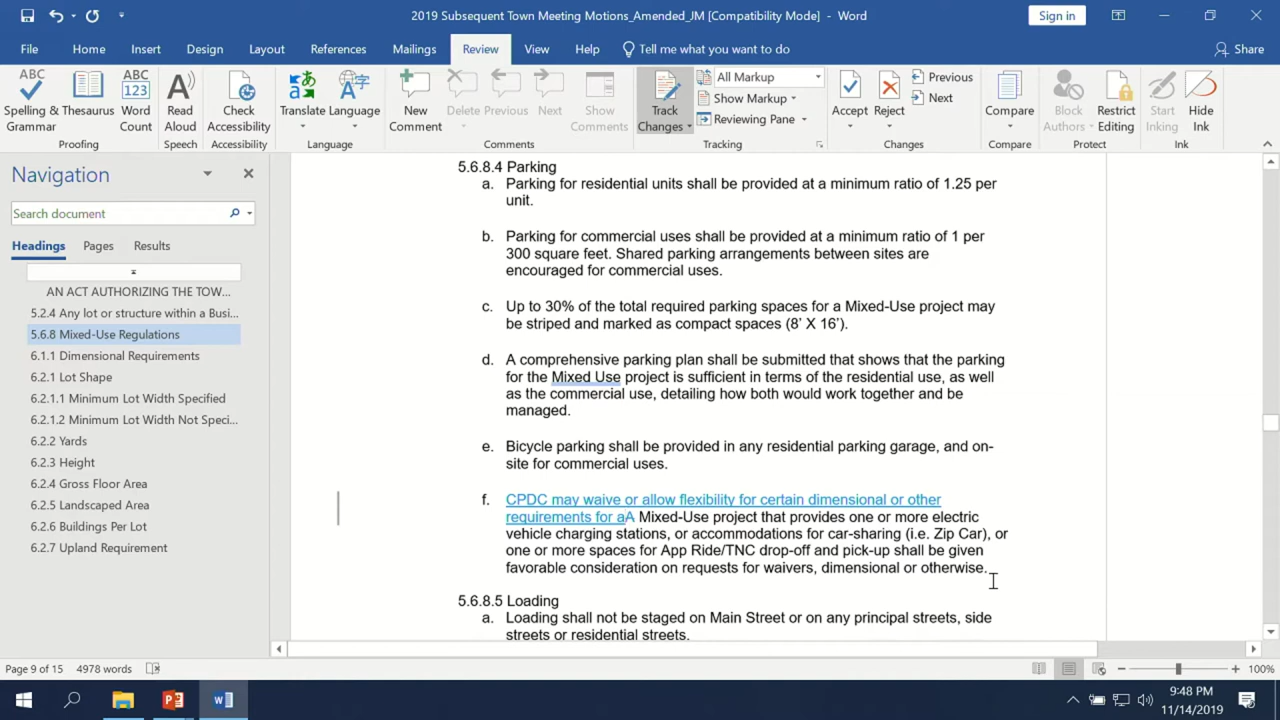 2019 Subsequent Town Meeting Motions_Amended_JM [Compatibility Mode] - Word
Sign in
File Home Insert Design Layout References Mailings Review View Help Tell me what you want to do Share
ABC Spelling & Grammar
Thesaurus
ABC 123 Word Count
Read Aloud
Check Accessibility
Translate
Language
New Comment
Delete
Previous
Next
Show Comments
Track Changes
All Markup
Show Markup
Reviewing Pane
Accept
Reject
Previous
Next
Compare
Block Authors
Restrict Editing
Start Inking
Hide Ink
Proofing Speech Accessibility Language Comments Tracking Changes Compare Protect Ink
Navigation
Search document
Headings Pages Results
AN ACT AUTHORIZING THE TOW...
5.2.4 Any lot or structure within a Busi...
5.6.8 Mixed-Use Regulations
6.1.1 Dimensional Requirements
6.2.1 Lot Shape
6.2.1.1 Minimum Lot Width Specified
6.2.1.2 Minimum Lot Width Not Speci...
6.2.2 Yards
6.2.3 Height
6.2.4 Gross Floor Area
6.2.5 Landscaped Area
6.2.6 Buildings Per Lot
6.2.7 Upland Requirement
5.6.8.4 Parking
a. Parking for residential units shall be provided at a minimum ratio of 1.25 per
unit.
b. Parking for commercial uses shall be provided at a minimum ratio of 1 per
300 square feet. Shared parking arrangements between sites are
encouraged for commercial uses.
c. Up to 30% of the total required parking spaces for a Mixed-Use project may
be striped and marked as compact spaces (8’ X 16’).
d. A comprehensive parking plan shall be submitted that shows that the parking
for the Mixed Use project is sufficient in terms of the residential use, as well
as the commercial use, detailing how both would work together and be
managed.
e. Bicycle parking shall be provided in any residential parking garage, and on-
site for commercial uses.
f. CPDC may waive or allow flexibility for certain dimensional or other
requirements for aA Mixed-Use project that provides one or more electric
vehicle charging stations, or accommodations for car-sharing (i.e. Zip Car), or
one or more spaces for App Ride/TNC drop-off and pick-up shall be given
favorable consideration on requests for waivers, dimensional or otherwise.
5.6.8.5 Loading
a. Loading shall not be staged on Main Street or on any principal streets, side
streets or residential streets.
Page 9 of 15 4978 words 100%
9:48 PM
11/14/2019